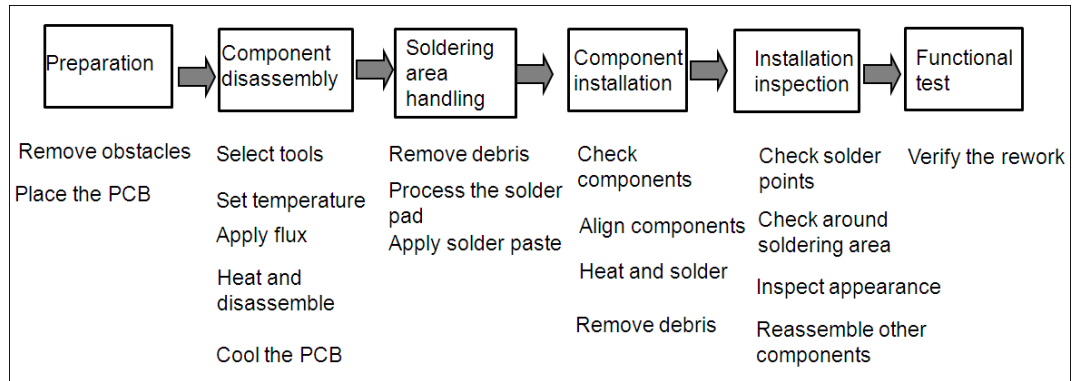 Preparation
Component
disassembly
Soldering
area
handling
Component
installation
Installation
inspection
Functional
test
Remove obstacles
Place the PCB
Select tools
Set temperature
Apply flux
Heat and
disassemble
Cool the PCB
Remove debris
Process the solder
pad
Apply solder paste
Check
components
Align components
Heat and solder
Remove debris
Check solder
points
Check around
soldering area
Inspect appearance
Reassemble other
components
Verify the rework